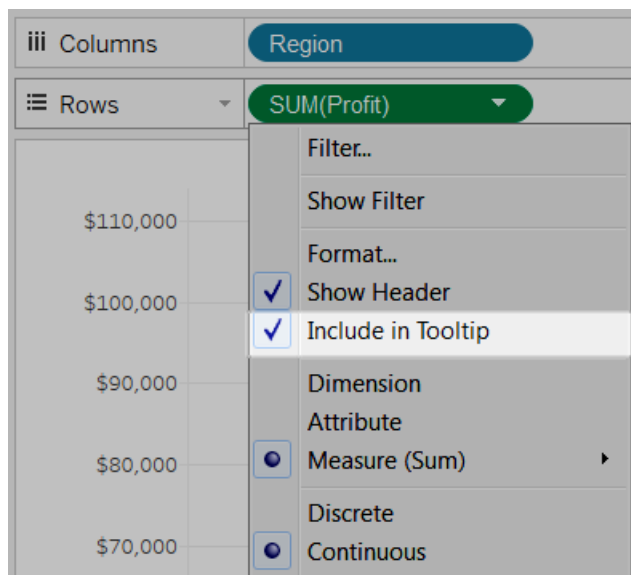 Columns
Region
Rows
SUM(Profit)
Filter...
Show Filter
Format...
Show Header
Include in Tooltip
Dimension
Attribute
Measure (Sum)
Discrete
Continuous
$110,000
$100,000
$90,000
$80,000
$70,000